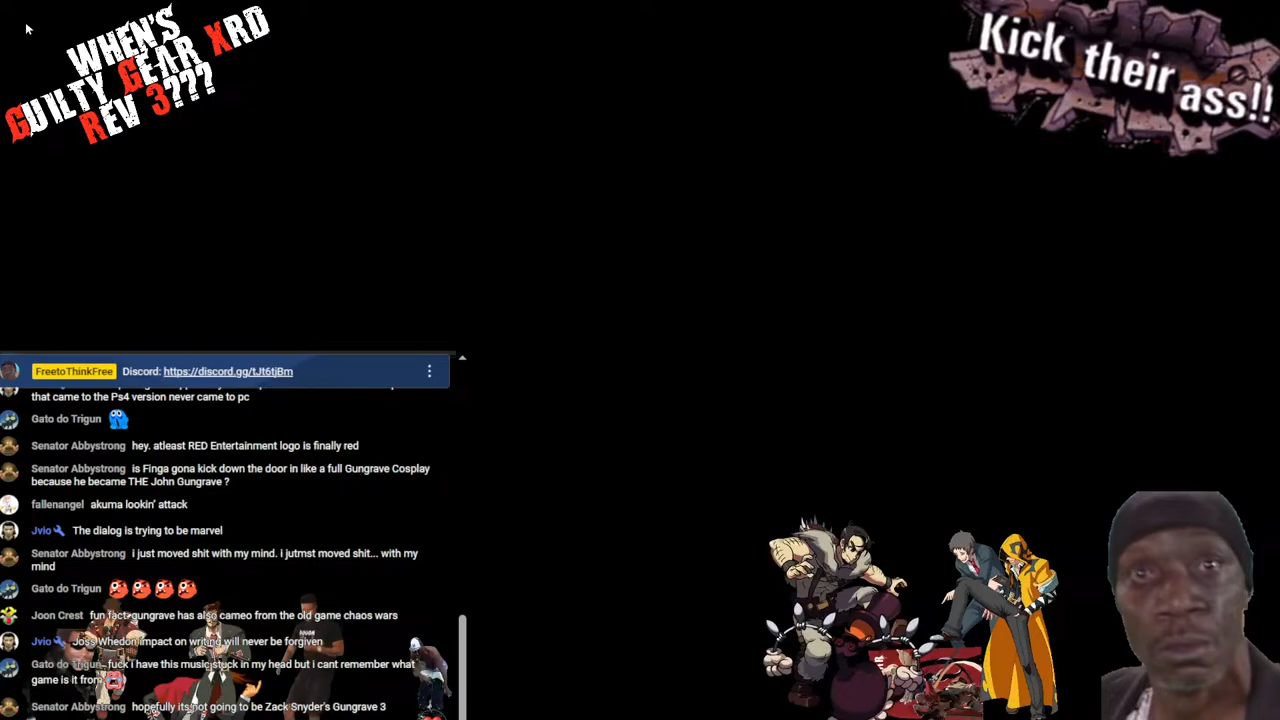 WHEN'S
GUILTY GEAR XRD
REV 3???
Kick their ass!!
FreetoThinkFree Discord: https://discord.gg/tJt6tjBm
that came to the Ps4 version never came to pc
Gato do Trigun
Senator Abbystrong hey. atleast RED Entertainment logo is finally red
Senator Abbystrong is Finga gona kick down the door in like a full Gungrave Cosplay
because he became THE John Gungrave ?
fallenangel akuma lookin' attack
Jvio The dialog is trying to be marvel
Senator Abbystrong i just moved shit with my mind. i jutmst moved shit... with my
mind
Gato do Trigun
Joon Crest fun fact gungrave has also cameo from the old game chaos wars
Jvio Joss Whedon impact on writing will never be forgiven
Gato do Trigun fuck i have this music stuck in my head but i cant remember what
game is it from
Senator Abbystrong hopefully its not going to be Zack Snyder's Gungrave 3